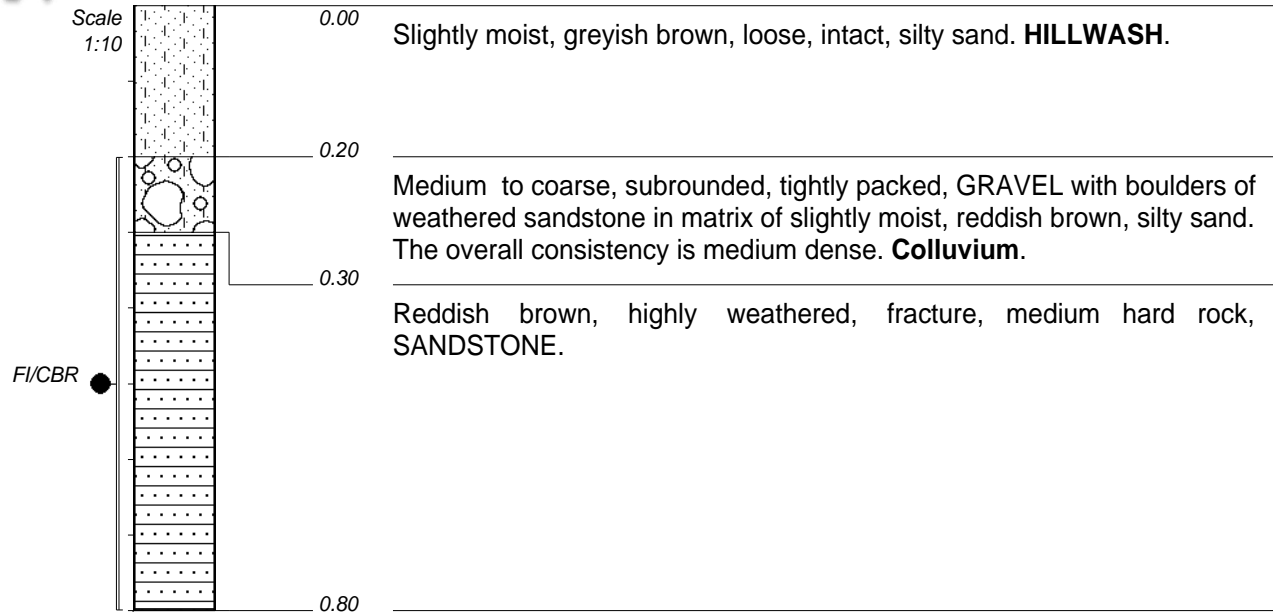 Scale
1:10
0.00
Slightly moist, greyish brown, loose, intact, silty sand. HILLWASH.
0.20
Medium to coarse, subrounded, tightly packed, GRAVEL with boulders of
weathered sandstone in matrix of slightly moist, reddish brown, silty sand.
The overall consistency is medium dense. Colluvium.
0.30
Reddish brown, highly weathered, fracture, medium hard rock,
SANDSTONE.
FI/CBR
0.80